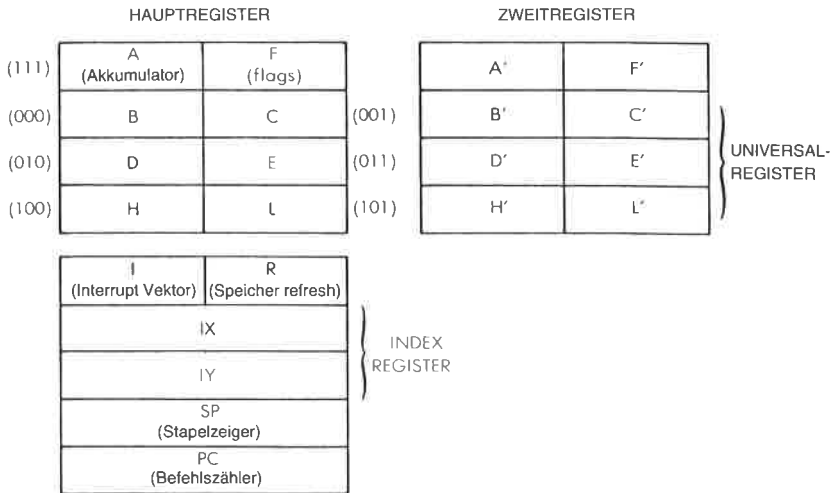 HAUPTREGISTER ZWEITREGISTER
(111) A F A' F'
(Akkumulator) (flags)
(000) B C (001) B' C'
(010) D E (011) D' E'
(100) H L (101) H' L'
UNIVERSAL-
REGISTER
I R
(Interrupt Vektor) (Speicher refresh)
IX
IY
INDEX
REGISTER
SP
(Stapelzeiger)
PC
(Befehlszähler)